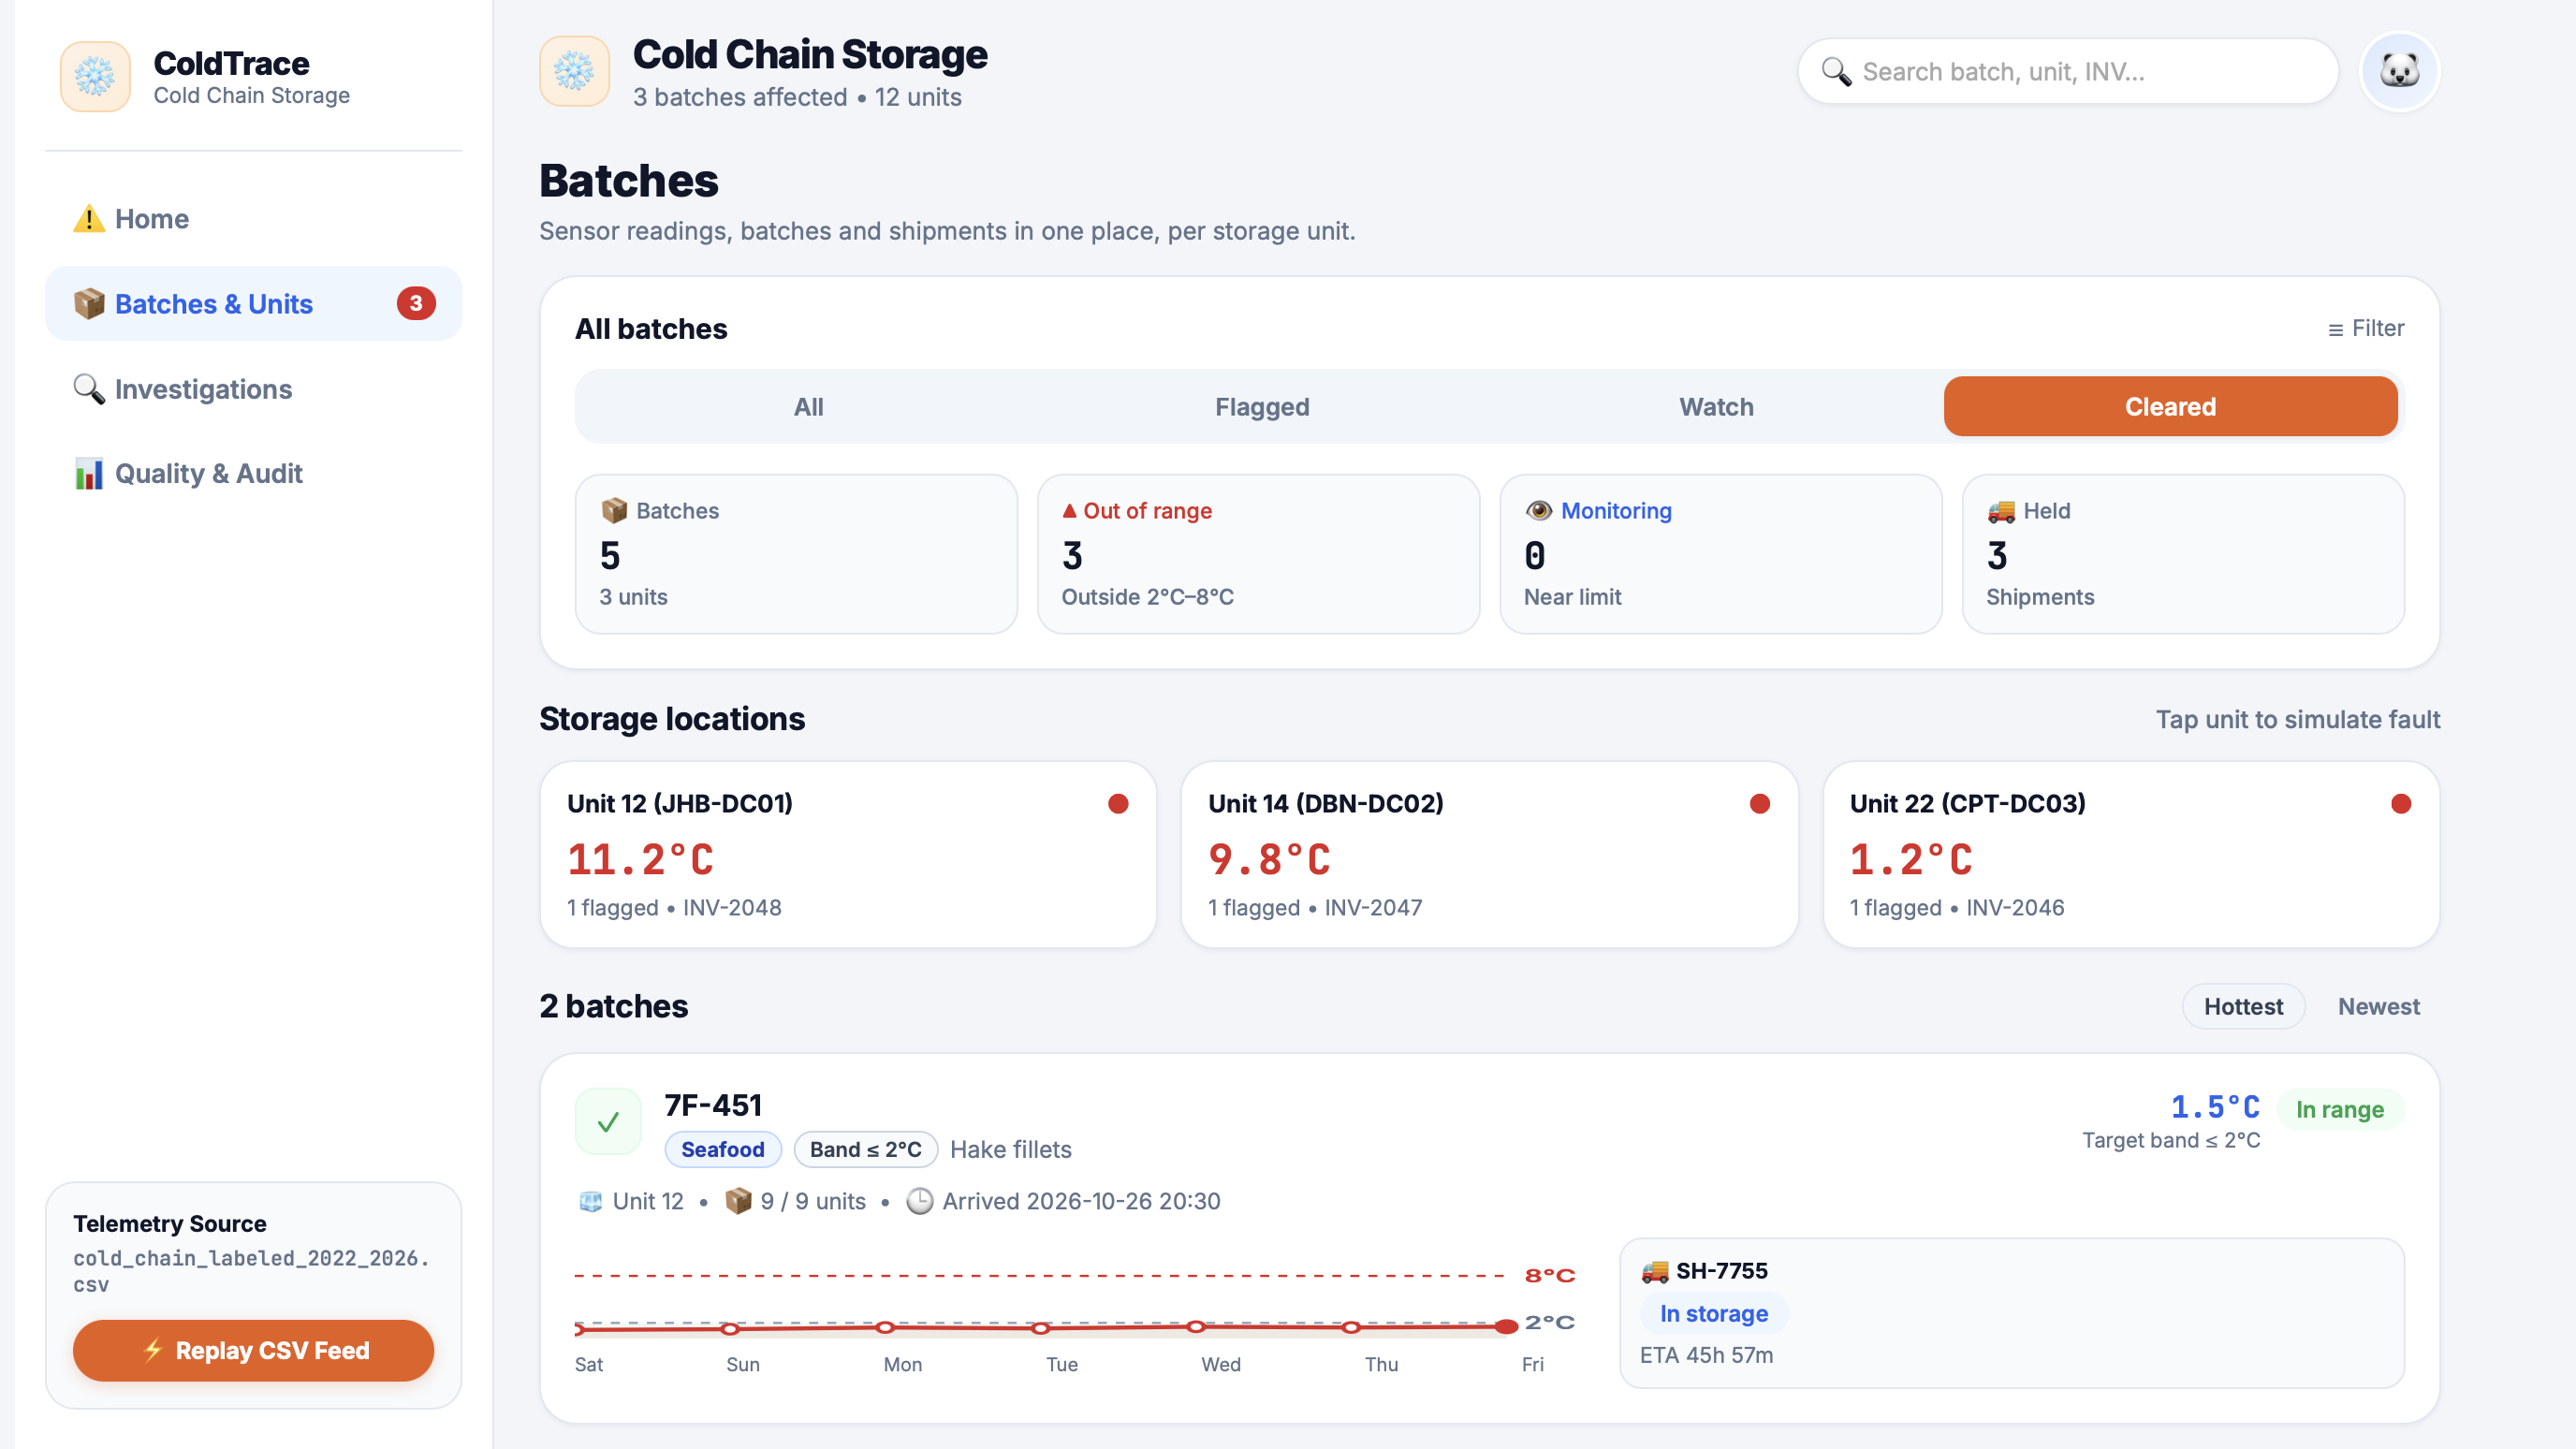 ColdTrace
Cold Chain Storage
Home
Batches & Units
3
Investigations
Quality & Audit
Telemetry Source
cold_chain_labeled_2022_2026.
csv
Replay CSV Feed
Cold Chain Storage
3 batches affected • 12 units
Search batch, unit, INV...
Batches
Sensor readings, batches and shipments in one place, per storage unit.
All batches
≡ Filter
All
Flagged
Watch
Cleared
Batches
5
3 units
Out of range
3
Outside 2°C–8°C
Monitoring
0
Near limit
Held
3
Shipments
Storage locations
Tap unit to simulate fault
Unit 12 (JHB-DC01)
11.2°C
1 flagged • INV-2048
Unit 14 (DBN-DC02)
9.8°C
1 flagged • INV-2047
Unit 22 (CPT-DC03)
1.2°C
1 flagged • INV-2046
2 batches
Hottest
Newest
7F-451
Seafood
Band ≤ 2°C
Hake fillets
1.5°C
Target band ≤ 2°C
In range
Unit 12 • 9 / 9 units • Arrived 2026-10-26 20:30
8°C
2°C
Sat Sun Mon Tue Wed Thu Fri
SH-7755
In storage
ETA 45h 57m